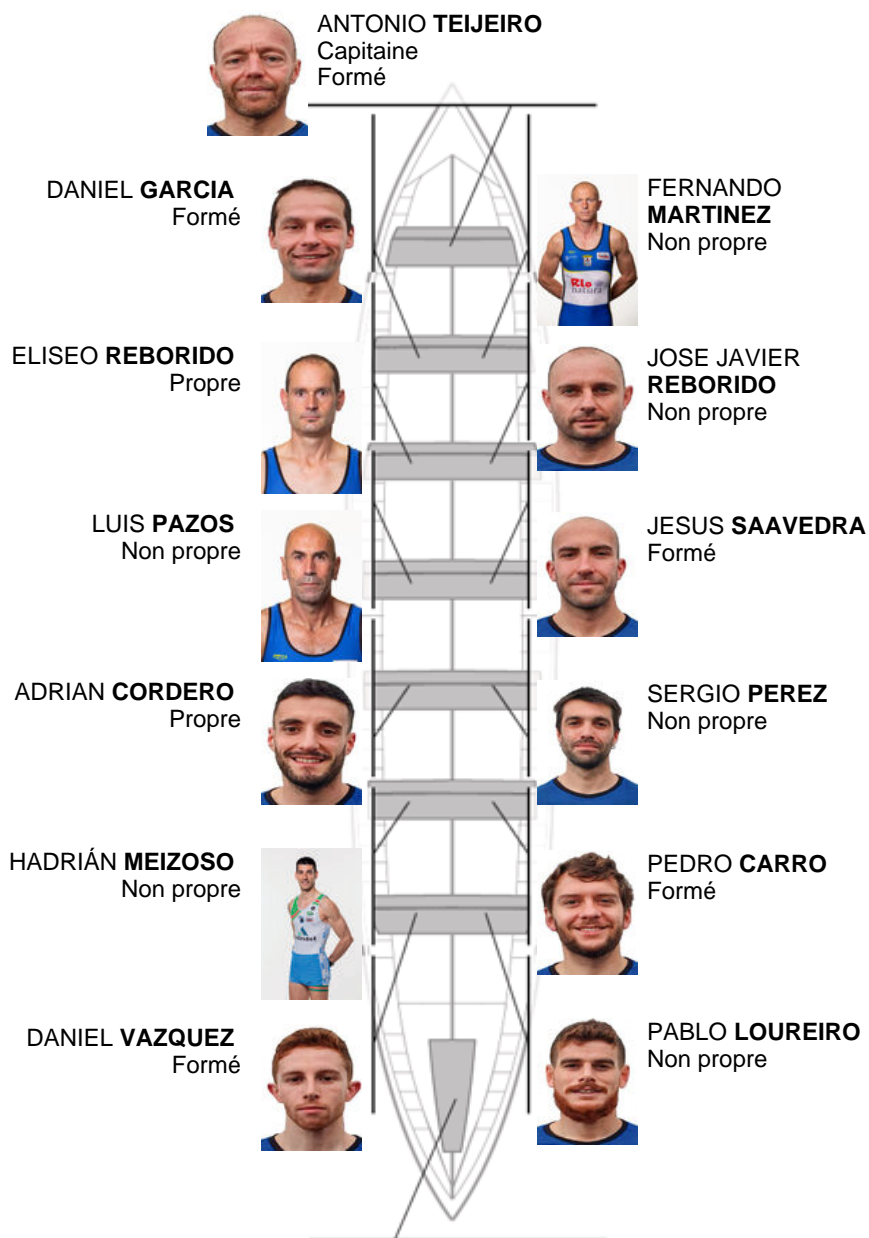 ANTONIO TEIJEIRO
Capitaine
Formé
DANIEL GARCIA
Formé
FERNANDO
MARTINEZ
Non propre
Rio
natura
ELISEO REBORIDO
Propre
JOSE JAVIER
REBORIDO
Non propre
LUIS PAZOS
Non propre
JESUS SAAVEDRA
Formé
ADRIAN CORDERO
Propre
SERGIO PEREZ
Non propre
HADRIÁN MEIZOSO
Non propre
PEDRO CARRO
Formé
DANIEL VAZQUEZ
Formé
PABLO LOUREIRO
Non propre